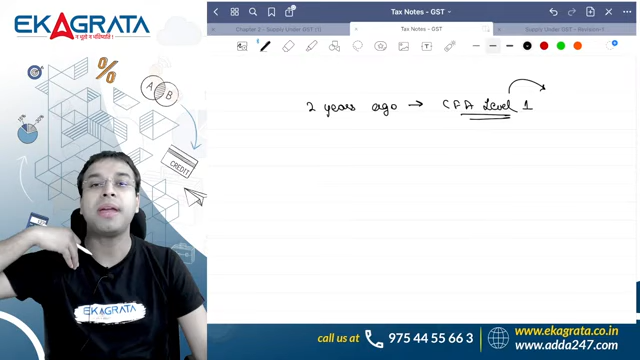 EKAGRATA
Tax Notes - GST
Chapter 2 - Supply Under GST (1)
Tax Notes - GST
Supply Under GST - Revision-1
A
B
%
15%
CREDIT CARD
2 years ago → CFA Level 1
EKAGRATA
call us at 975 44 55 66 3
www.ekagrata.co.in
www.adda247.com